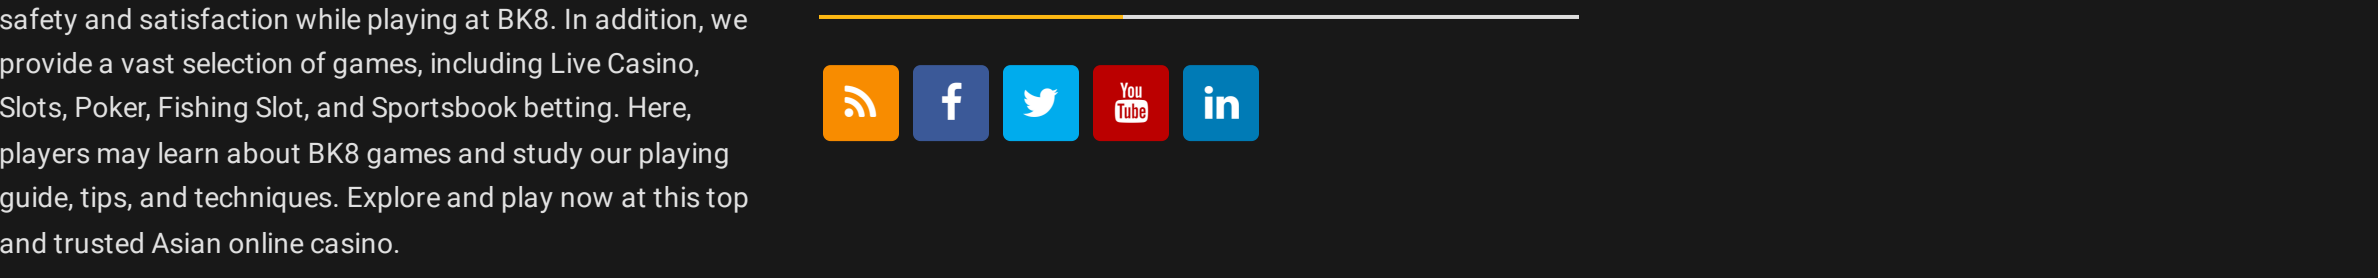 safety and satisfaction while playing at BK8. In addition, we
provide a vast selection of games, including Live Casino,
Slots, Poker, Fishing Slot, and Sportsbook betting. Here,
players may learn about BK8 games and study our playing
guide, tips, and techniques. Explore and play now at this top
and trusted Asian online casino.
f
You
Tube
in